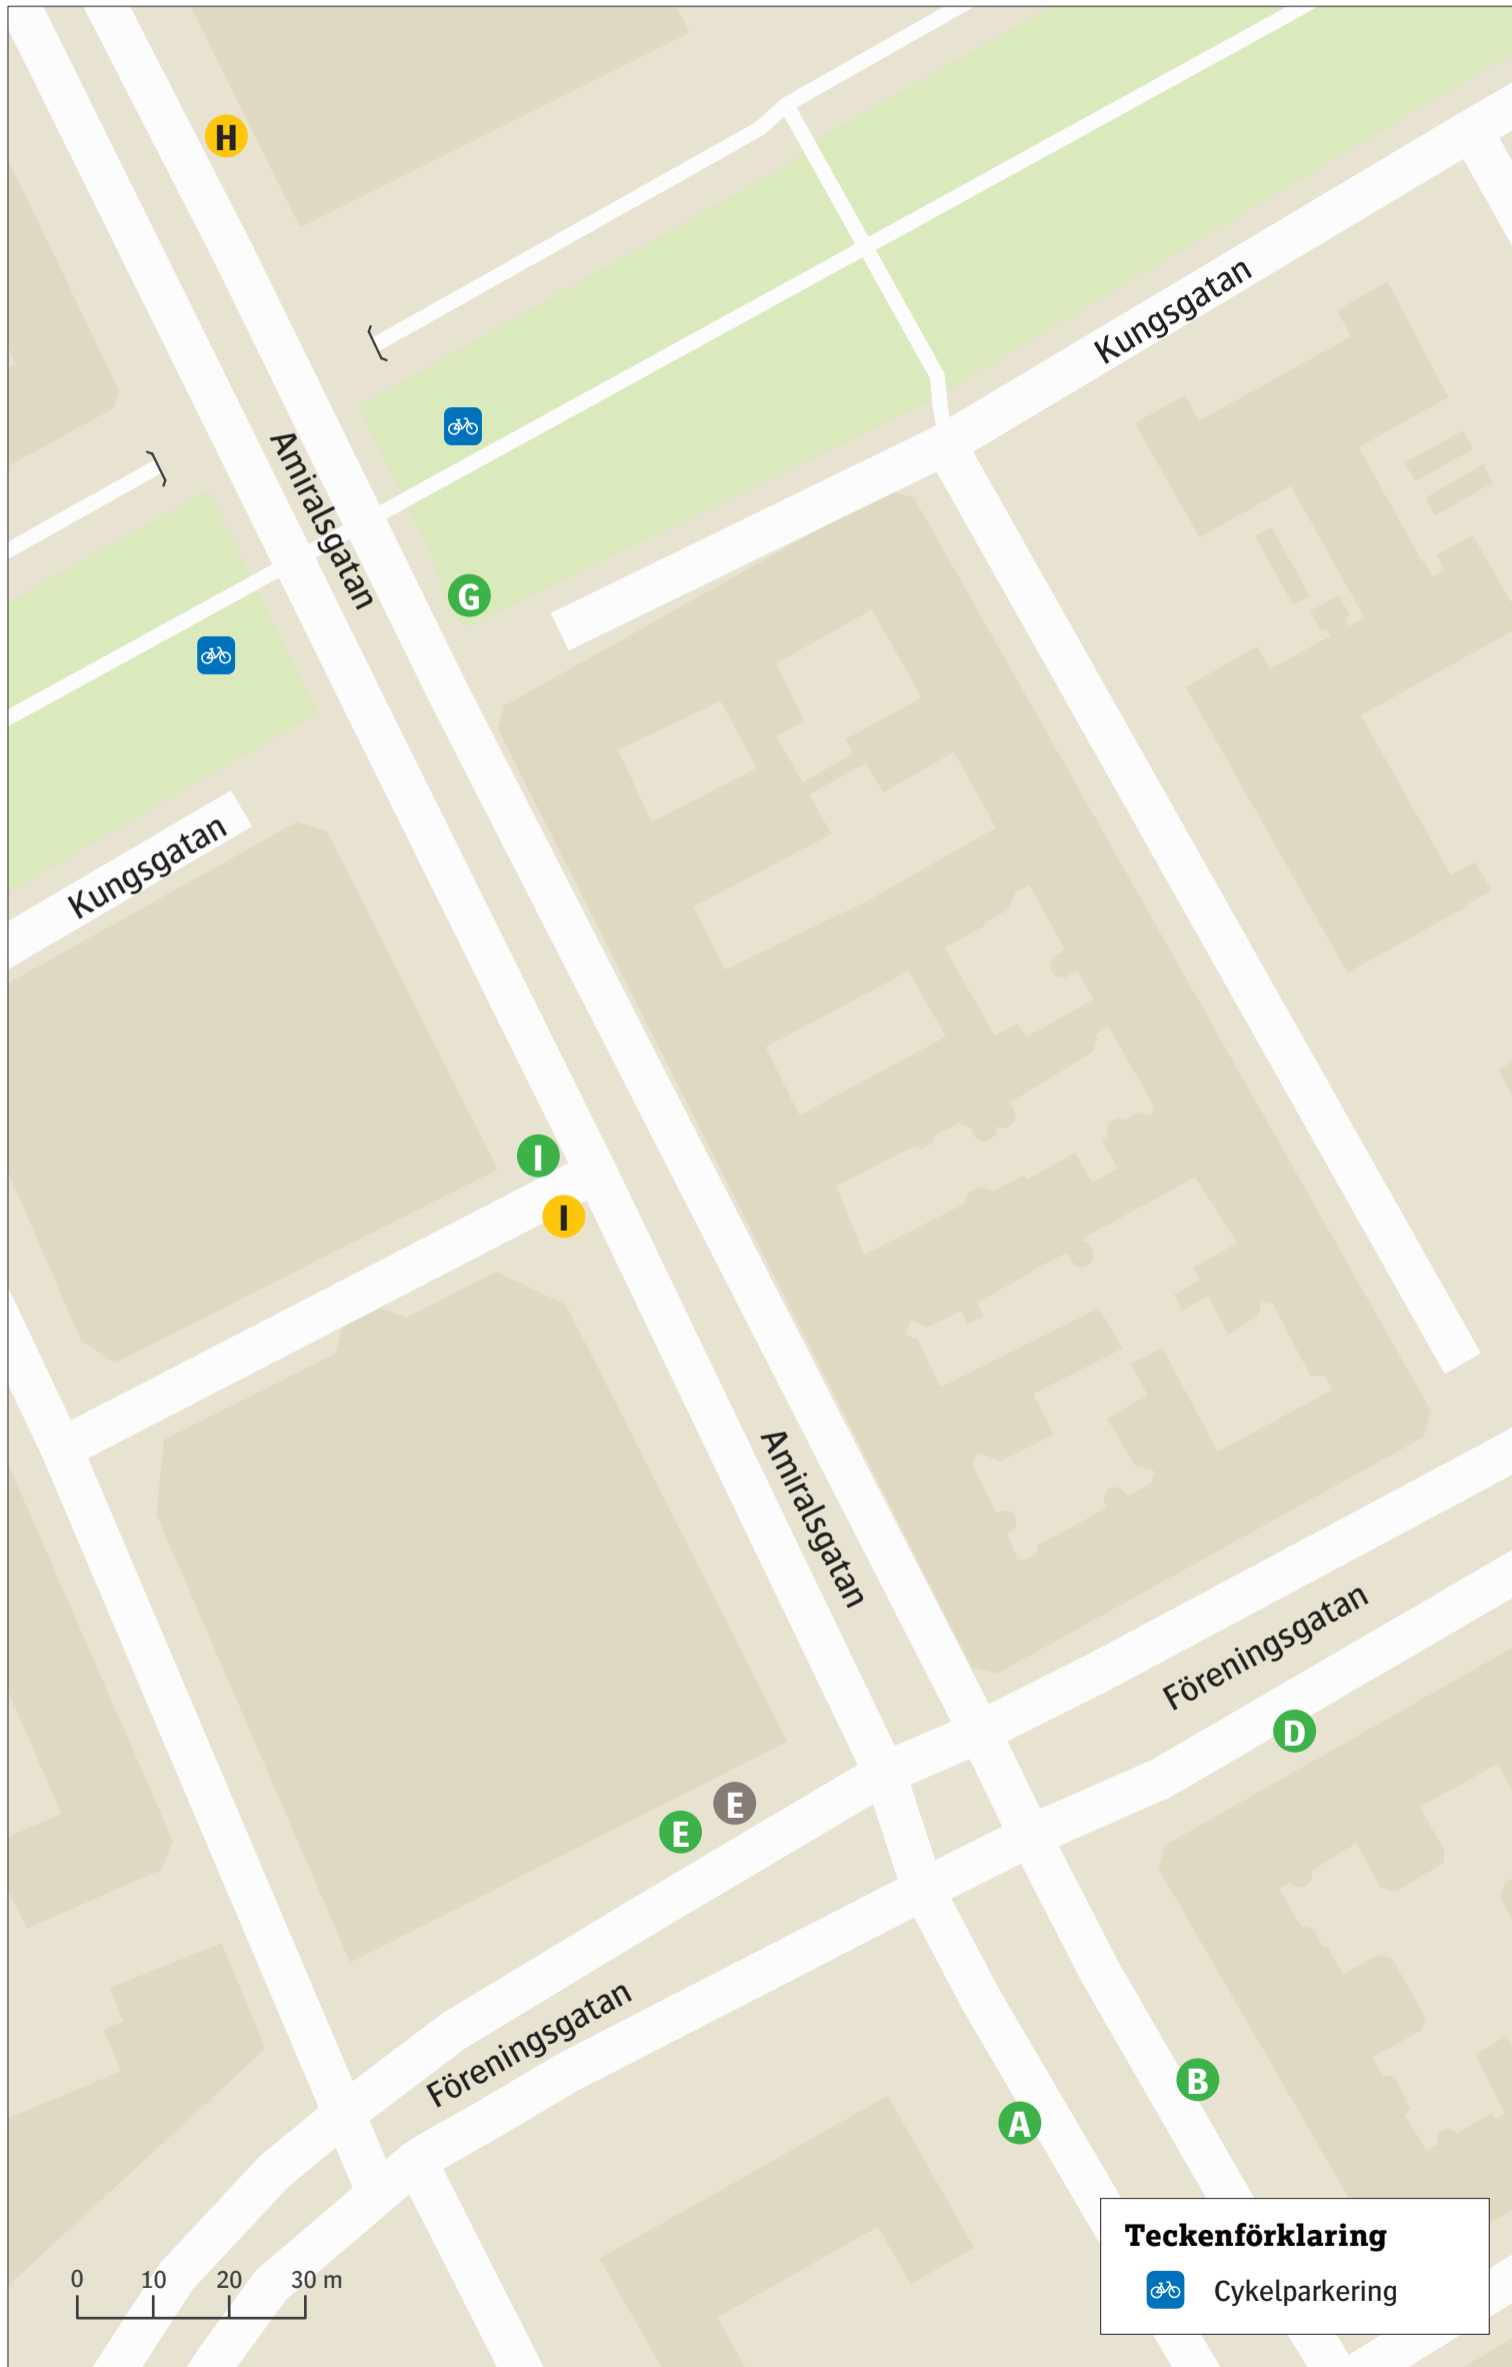 H
Kungsgatan
Amiralsgatan
G
Kungsgatan
I
I
Amiralsgatan
Föreningsgatan
D
E
E
Föreningsgatan
B
A
Teckenförklaring
Cykelparkering
0 10 20 30 m